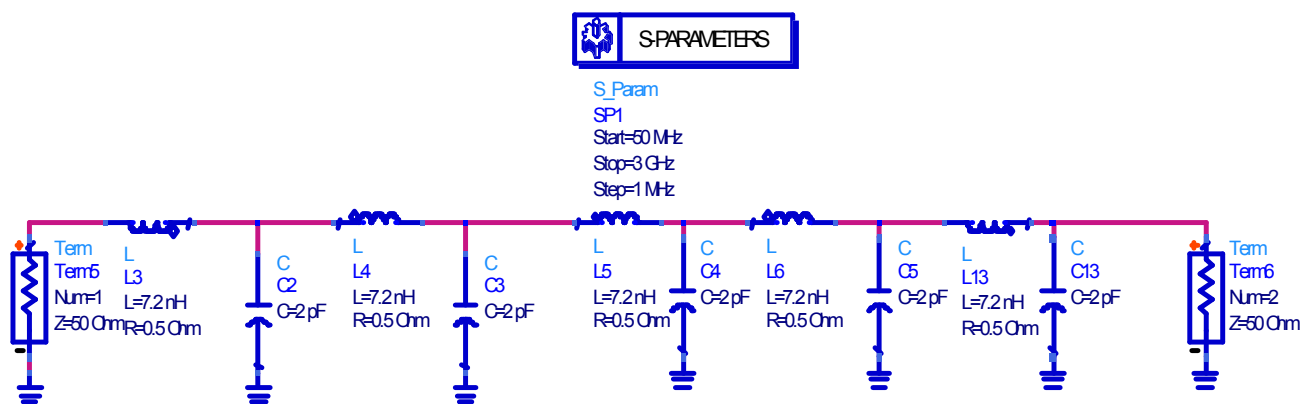 S-PARAMETERS
S_Param
SP1
Start=50 MHz
Stop=3 GHz
Step=1 MHz
Term
Term5
Num=1
Z=50 Ohm
L
L3
L=7.2 nH
R=0.5 Ohm
C
C2
C=2 pF
L
L4
L=7.2 nH
R=0.5 Ohm
C
C3
C=2 pF
L
L5
L=7.2 nH
R=0.5 Ohm
C
C4
C=2 pF
L
L6
L=7.2 nH
R=0.5 Ohm
C
C5
C=2 pF
L
L13
L=7.2 nH
R=0.5 Ohm
C
C13
C=2 pF
Term
Term6
Num=2
Z=50 Ohm